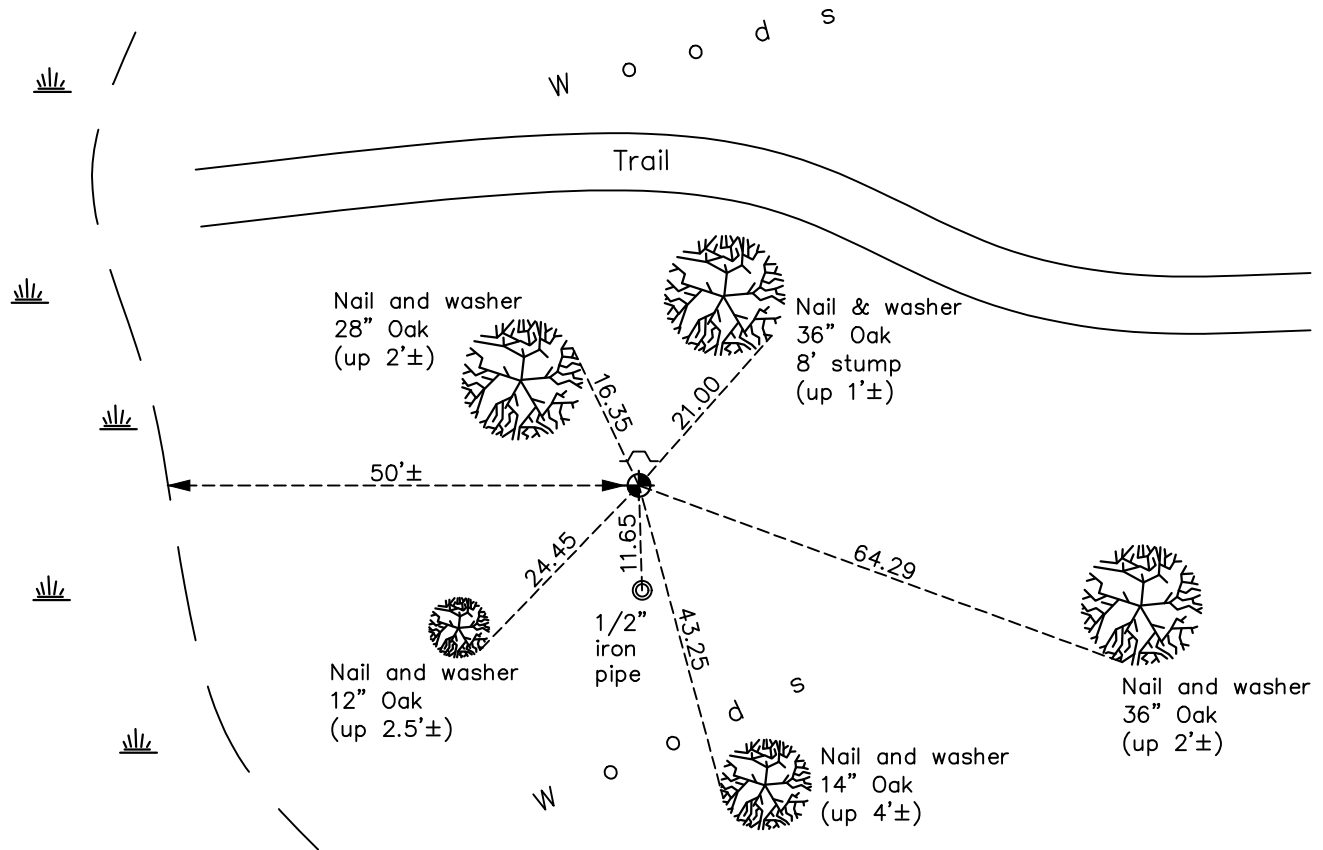 W o o d s
Trail
Nail and washer
28” Oak
(up 2’±)
Nail & washer
36” Oak
8’ stump
(up 1’±)
16.35
21.00
50’±
24.45
11.65
64.29
43.25
1/2”
iron
pipe
Nail and washer
12” Oak
(up 2.5’±)
Nail and washer
36” Oak
(up 2’±)
W o o d s
Nail and washer
14” Oak
(up 4’±)